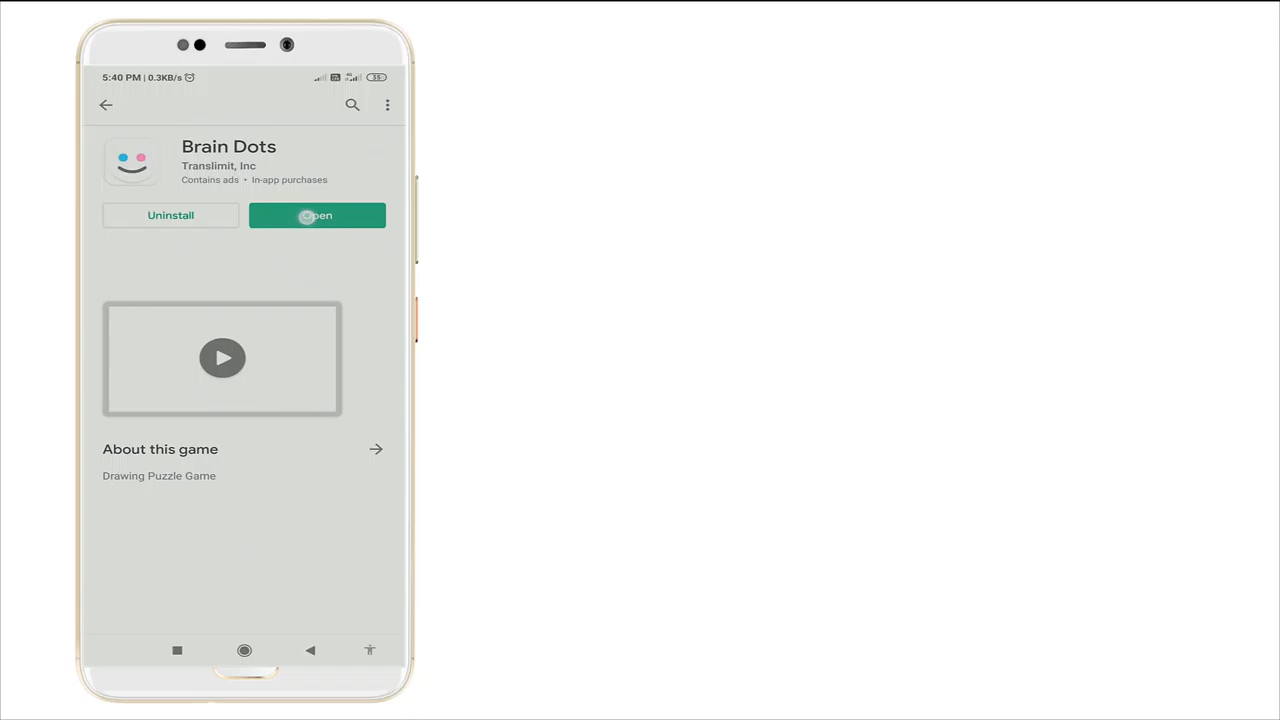 5:40 PM | 0.3KB/s
35
Brain Dots
Translimit, Inc
Contains ads • In-app purchases
Uninstall
Open
About this game
Drawing Puzzle Game